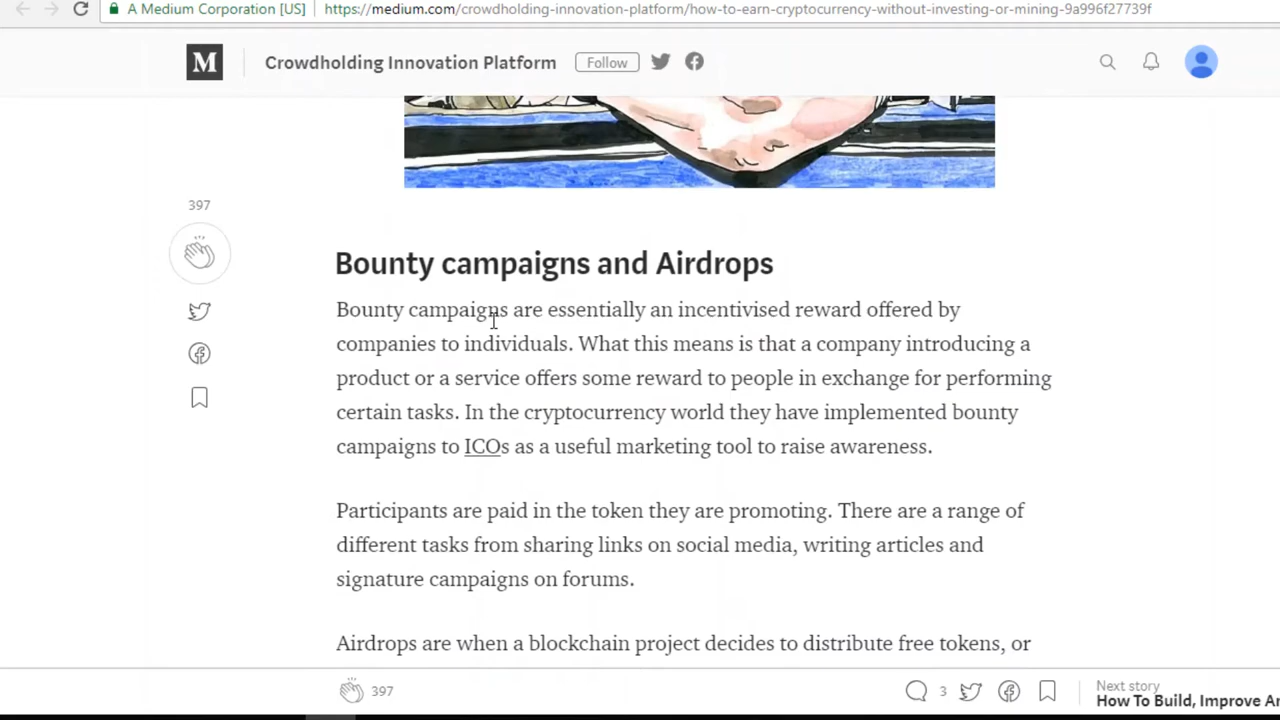 A Medium Corporation [US]
https://medium.com/crowdholding-innovation-platform/how-to-earn-cryptocurrency-without-investing-or-mining-9a996f27739f
M
Crowdholding Innovation Platform
Follow
397
Bounty campaigns and Airdrops
Bounty campaigns are essentially an incentivised reward offered by
companies to individuals. What this means is that a company introducing a
product or a service offers some reward to people in exchange for performing
certain tasks. In the cryptocurrency world they have implemented bounty
campaigns to ICOs as a useful marketing tool to raise awareness.
Participants are paid in the token they are promoting. There are a range of
different tasks from sharing links on social media, writing articles and
signature campaigns on forums.
Airdrops are when a blockchain project decides to distribute free tokens, or
397
3
Next story
How To Build, Improve An